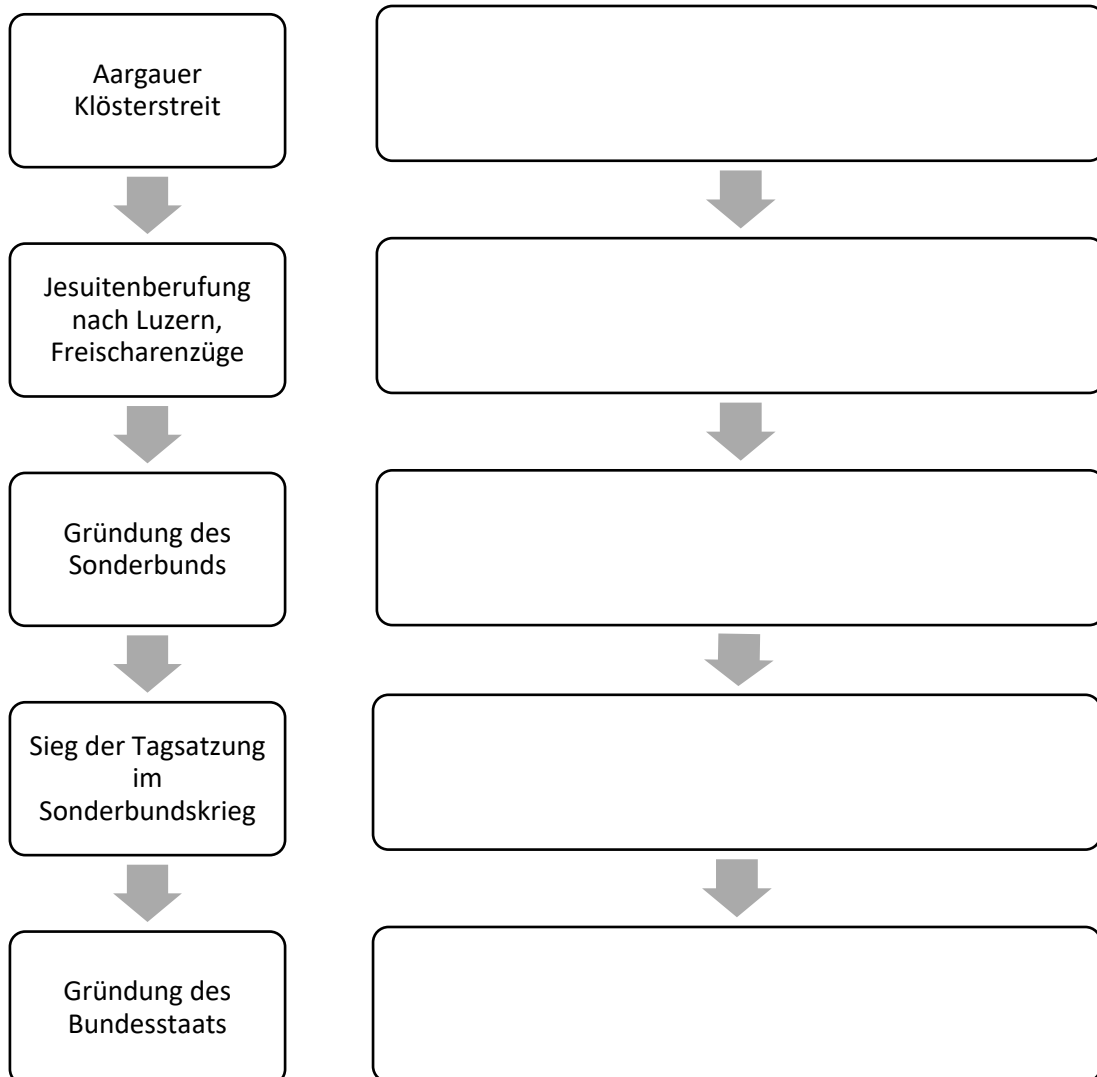 Aargauer
Klösterstreit
Jesuitenberufung
nach Luzern,
Freischarenzüge
Gründung des
Sonderbunds
Sieg der Tagsatzung
im
Sonderbundskrieg
Gründung des
Bundesstaats